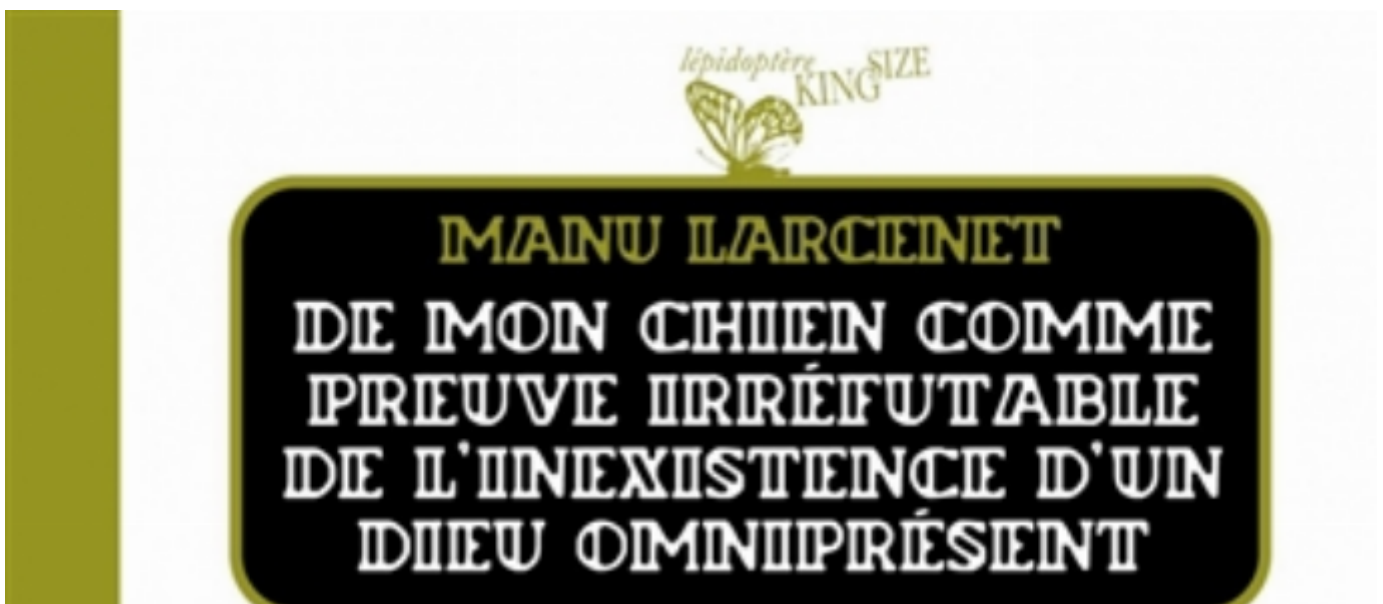 lépidoptère
KING SIZE
MANU LARCENET
DE MON CHIEN COMME
PREUVE IRRÉFUTABLE
DE L'INEXISTENCE D'UN
DIEU OMNIPRÉSENT